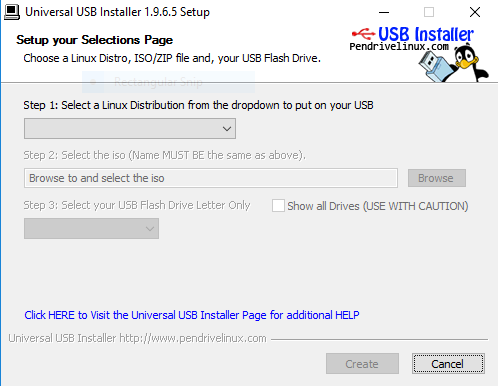 Universal USB Installer 1.9.6.5 Setup
Setup your Selections Page
Choose a Linux Distro, ISO/ZIP file and, your USB Flash Drive.
USB Installer
Pendrivelinux.com
Rectangular Snip
Step 1: Select a Linux Distribution from the dropdown to put on your USB
Step 2: Select the iso (Name MUST BE the same as above).
Browse to and select the iso
Browse
Step 3: Select your USB Flash Drive Letter Only
Show all Drives (USE WITH CAUTION)
Click HERE to Visit the Universal USB Installer Page for additional HELP
Universal USB Installer http://www.pendrivelinux.com
Create
Cancel